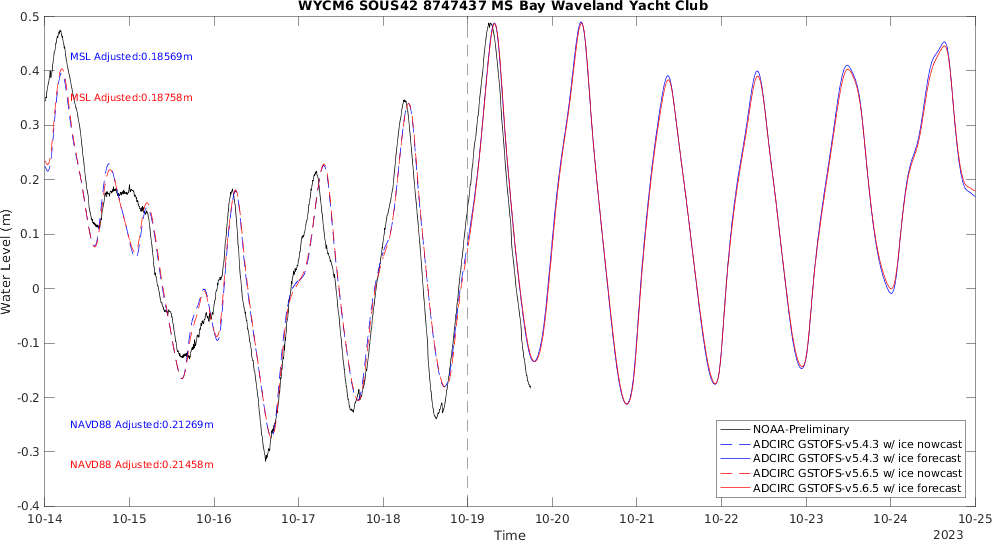 WYCM6 SOUS42 8747437 MS Bay Waveland Yacht Club
0.5
0.4
0.3
0.2
0.1
0
-0.1
-0.2
-0.3
-0.4
Water Level (m)
MSL Adjusted:0.18569m
MSL Adjusted:0.18758m
NAVD88 Adjusted:0.21269m
NAVD88 Adjusted:0.21458m
NOAA-Preliminary
ADCIRC GSTOFS-v5.4.3 w/ ice nowcast
ADCIRC GSTOFS-v5.4.3 w/ ice forecast
ADCIRC GSTOFS-v5.6.5 w/ ice nowcast
ADCIRC GSTOFS-v5.6.5 w/ ice forecast
10-14 10-15 10-16 10-17 10-18 10-19 10-20 10-21 10-22 10-23 10-24 10-25
Time
2023